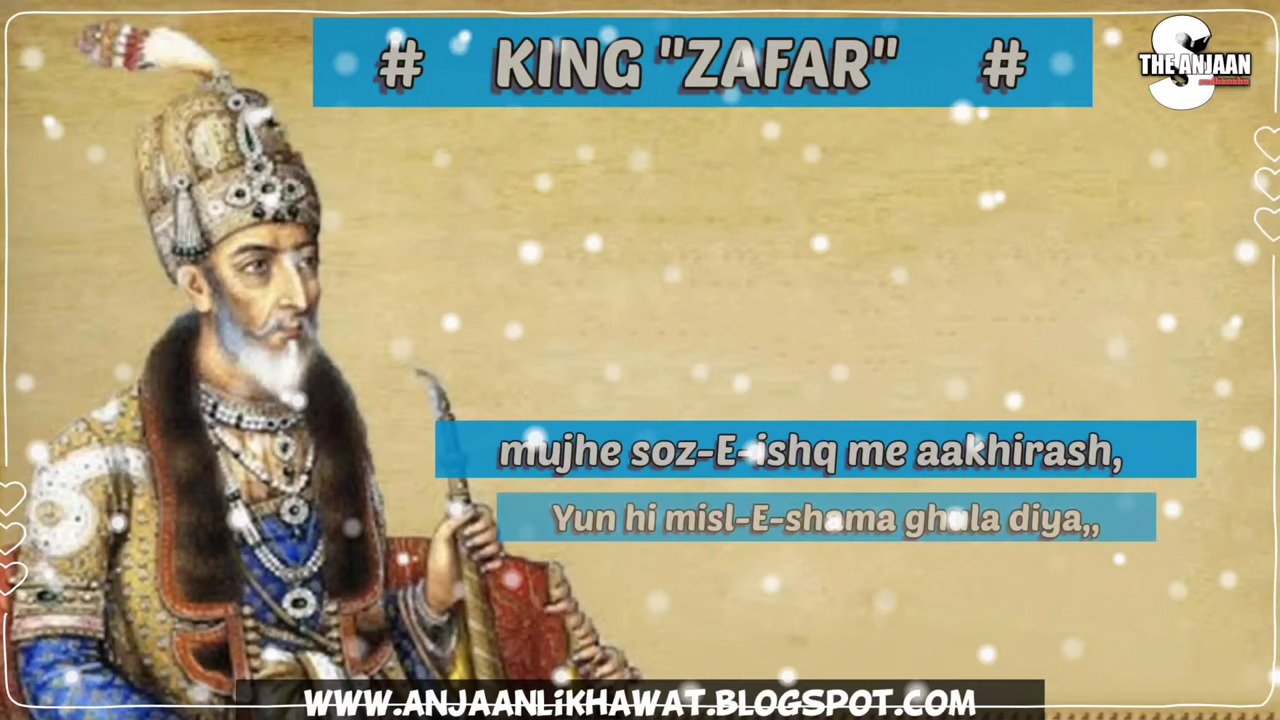 # KING "ZAFAR" #
S
THE ANJAAN
mujhe soz-E-ishq me aakhirash,
Yun hi misl-E-shama ghula diya,,
WWW.ANJAANLiKHAWAT.BLOGSPOT.COM